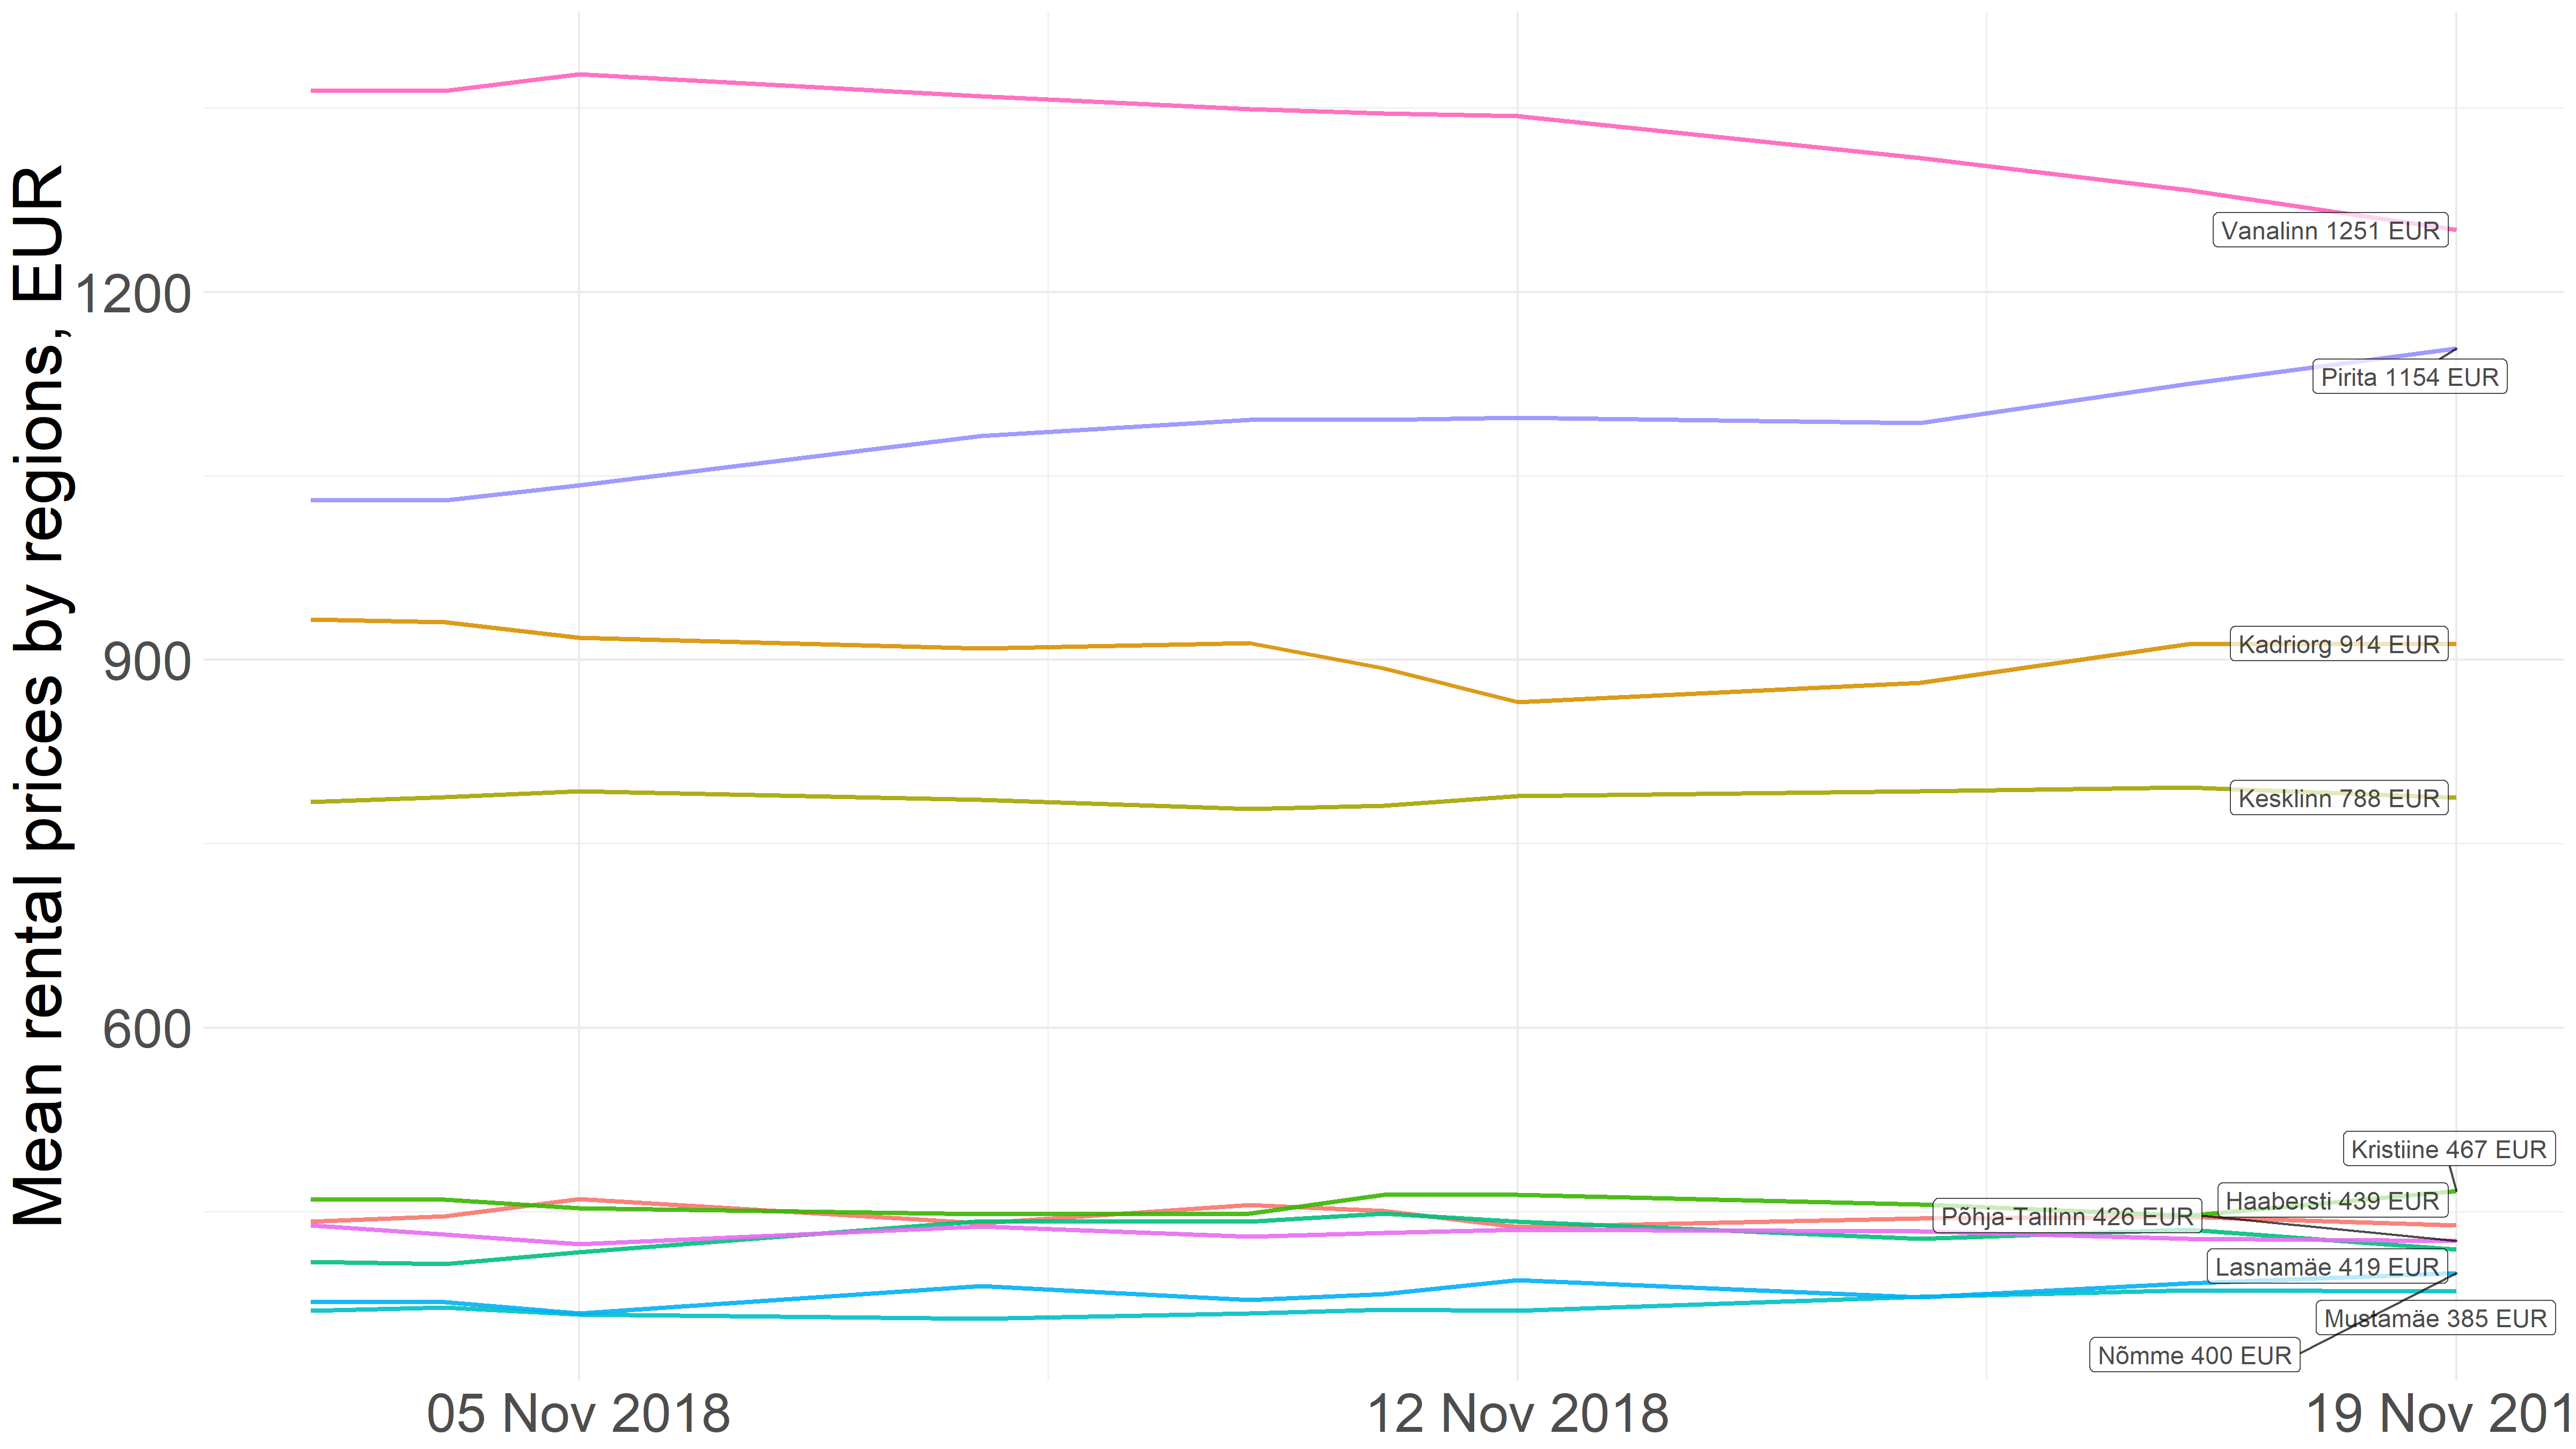 Mean rental prices by regions, EUR
1200
900
600
Vanalinn 1251 EUR
Pirita 1154 EUR
Kadriorg 914 EUR
Kesklinn 788 EUR
Kristiine 467 EUR
Haabersti 439 EUR
Põhja-Tallinn 426 EUR
Lasnamäe 419 EUR
Mustamäe 385 EUR
Nõmme 400 EUR
05 Nov 2018
12 Nov 2018
19 Nov 201